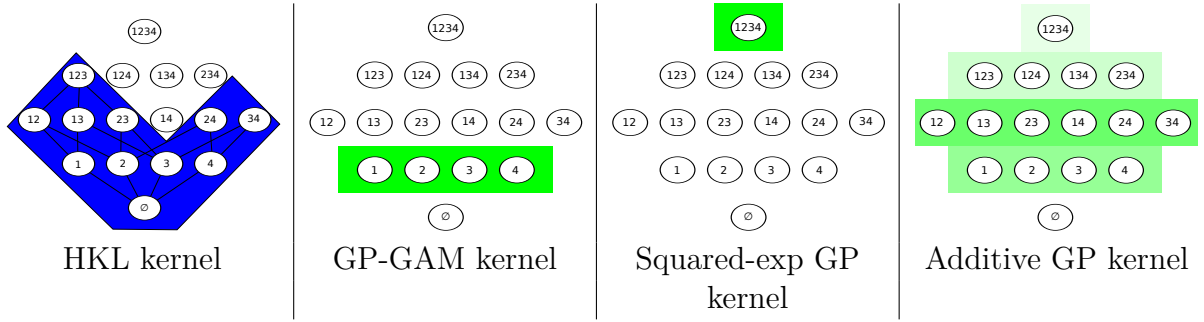 1234
123 124 134 234
12 13 23 14 24 34
1 2 3 4
∅
HKL kernel
1234
123 124 134 234
12 13 23 14 24 34
1 2 3 4
∅
GP-GAM kernel
1234
123 124 134 234
12 13 23 14 24 34
1 2 3 4
∅
Squared-exp GP
kernel
1234
123 124 134 234
12 13 23 14 24 34
1 2 3 4
∅
Additive GP kernel